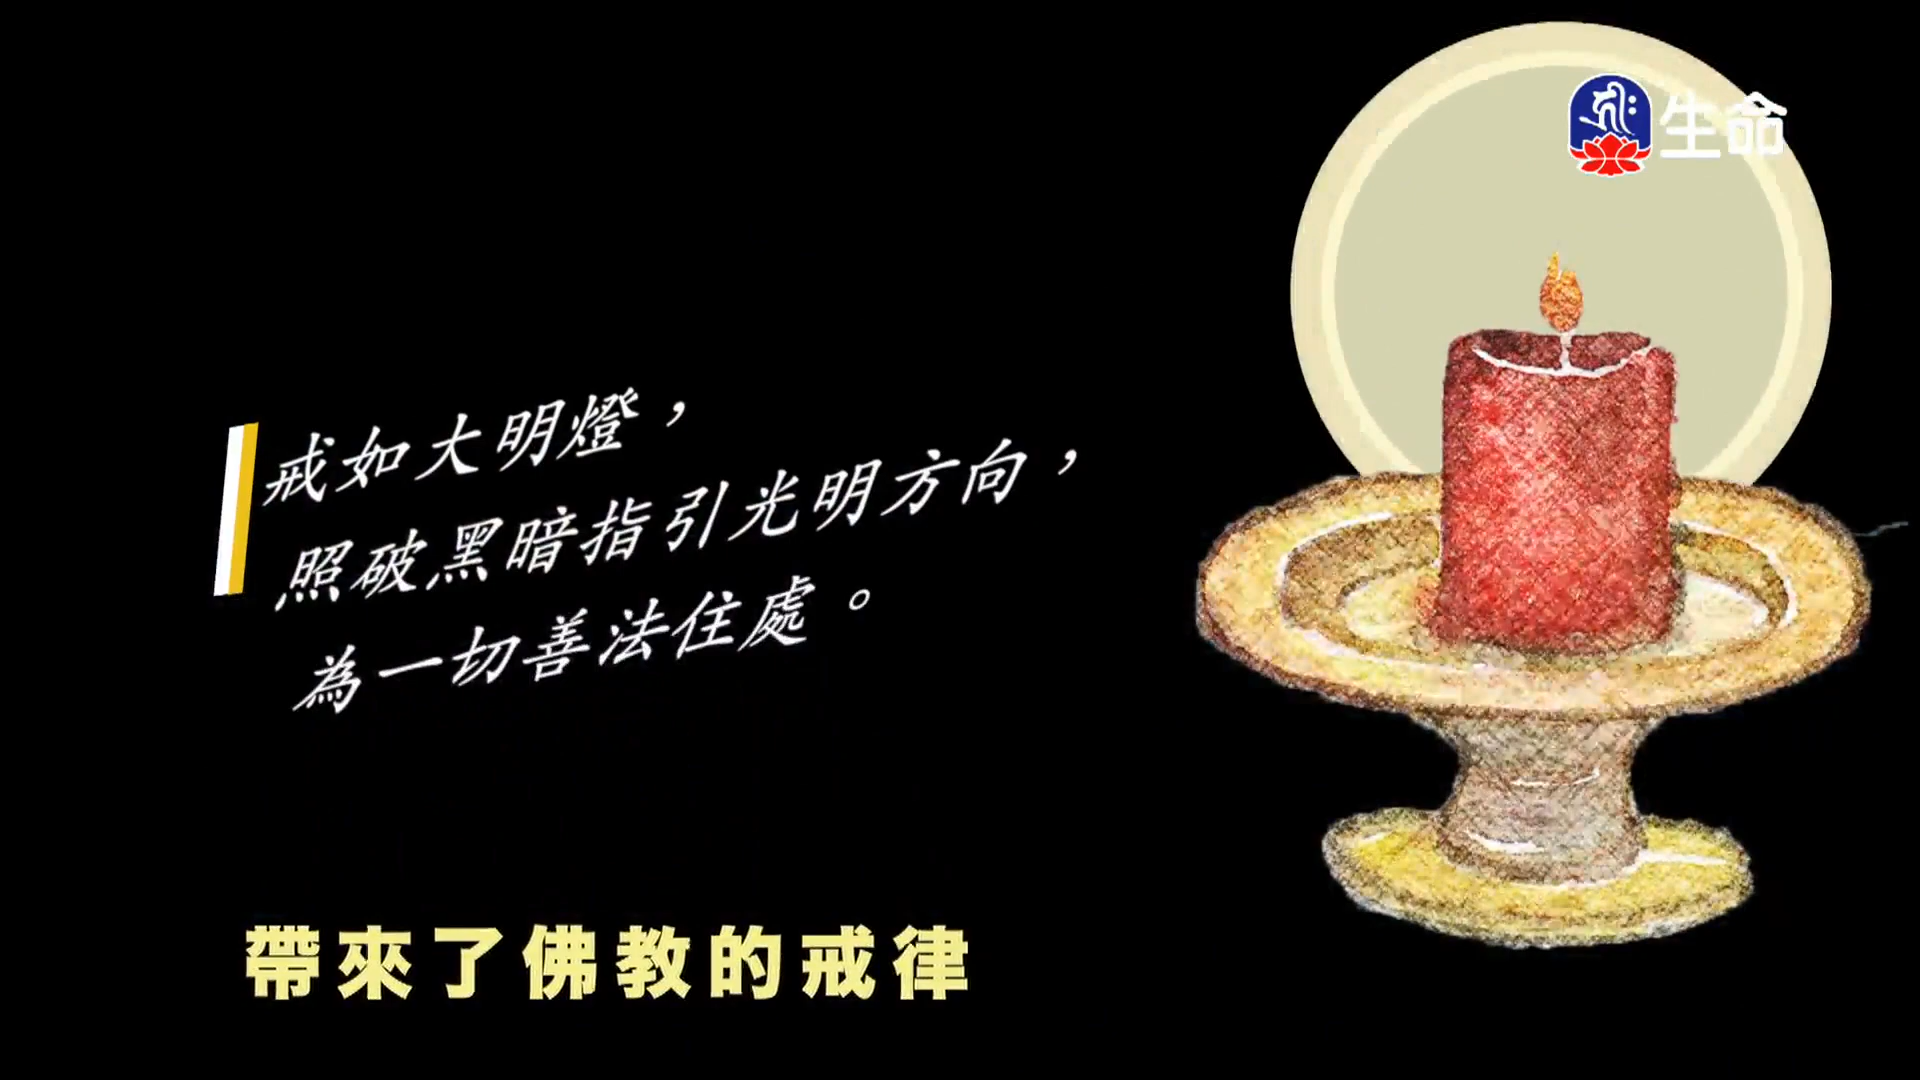 生命
戒如大明燈，
照破黑暗指引光明方向，
為一切善法住處。
帶來了佛教的戒律